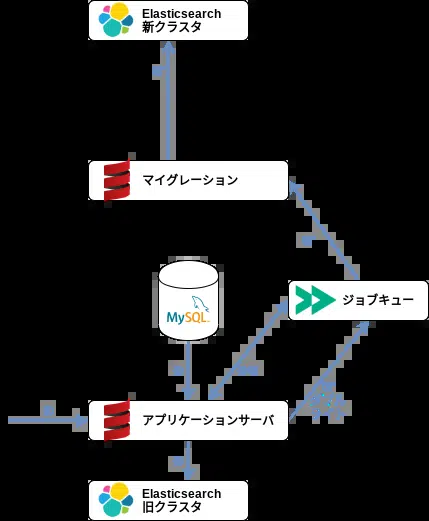 Elasticsearch
新クラスタ
マイグレーション
MySQL
ジョブキュー
アプリケーションサーバ
Elasticsearch
旧クラスタ